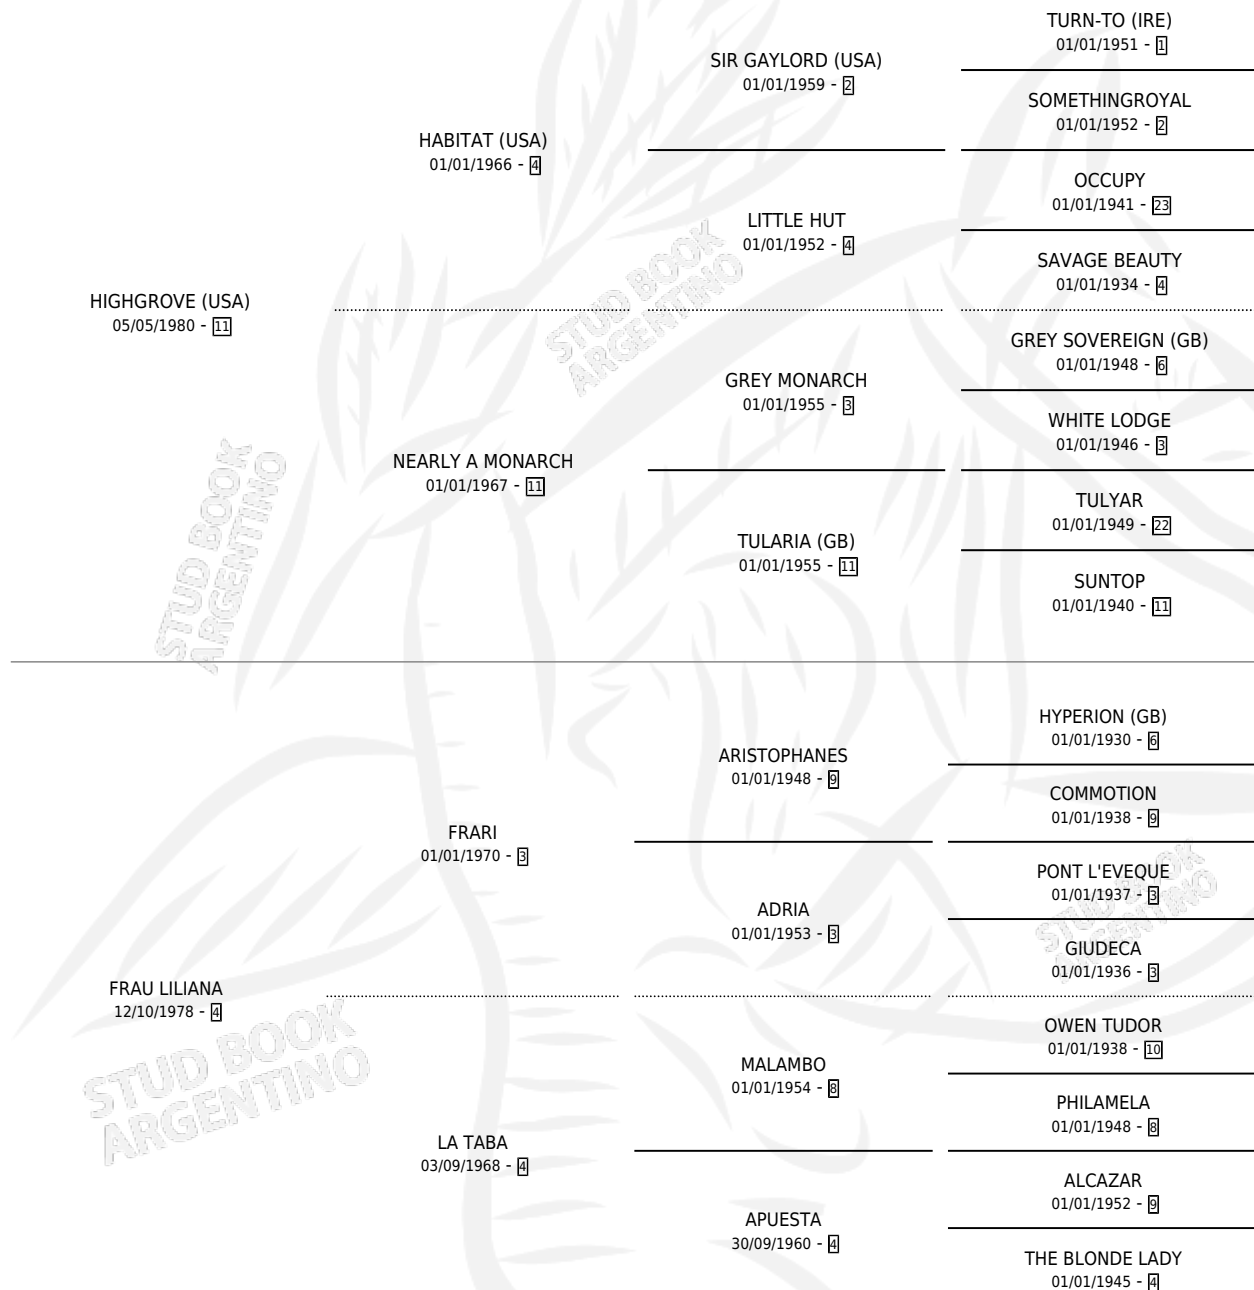 TURN-TO (IRE)
01/01/1951 - 1
SIR GAYLORD (USA)
01/01/1959 - 2
SOMETHINGROYAL
01/01/1952 - 2
HABITAT (USA)
01/01/1966 - 4
OCCUPY
01/01/1941 - 23
LITTLE HUT
01/01/1952 - 4
SAVAGE BEAUTY
01/01/1934 - 4
HIGHGROVE (USA)
05/05/1980 - 11
GREY SOVEREIGN (GB)
01/01/1948 - 6
GREY MONARCH
01/01/1955 - 3
WHITE LODGE
01/01/1946 - 3
NEARLY A MONARCH
01/01/1967 - 11
TULYAR
01/01/1949 - 22
TULARIA (GB)
01/01/1955 - 11
SUNTOP
01/01/1940 - 11
HYPERION (GB)
01/01/1930 - 6
ARISTOPHANES
01/01/1948 - 9
COMMOTION
01/01/1938 - 9
FRARI
01/01/1970 - 3
PONT L'EVEQUE
01/01/1937 - 3
ADRIA
01/01/1953 - 3
GIUDECA
01/01/1936 - 3
FRAU LILIANA
12/10/1978 - 4
OWEN TUDOR
01/01/1938 - 10
MALAMBO
01/01/1954 - 8
PHILAMELA
01/01/1948 - 8
LA TABA
03/09/1968 - 4
ALCAZAR
01/01/1952 - 9
APUESTA
30/09/1960 - 4
THE BLONDE LADY
01/01/1945 - 4
STUD BOOK
ARGENTINO
STUD BOOK
ARGENTINO
STUD BOOK
ARGENTINO
STUD BOOK
ARGENTINO